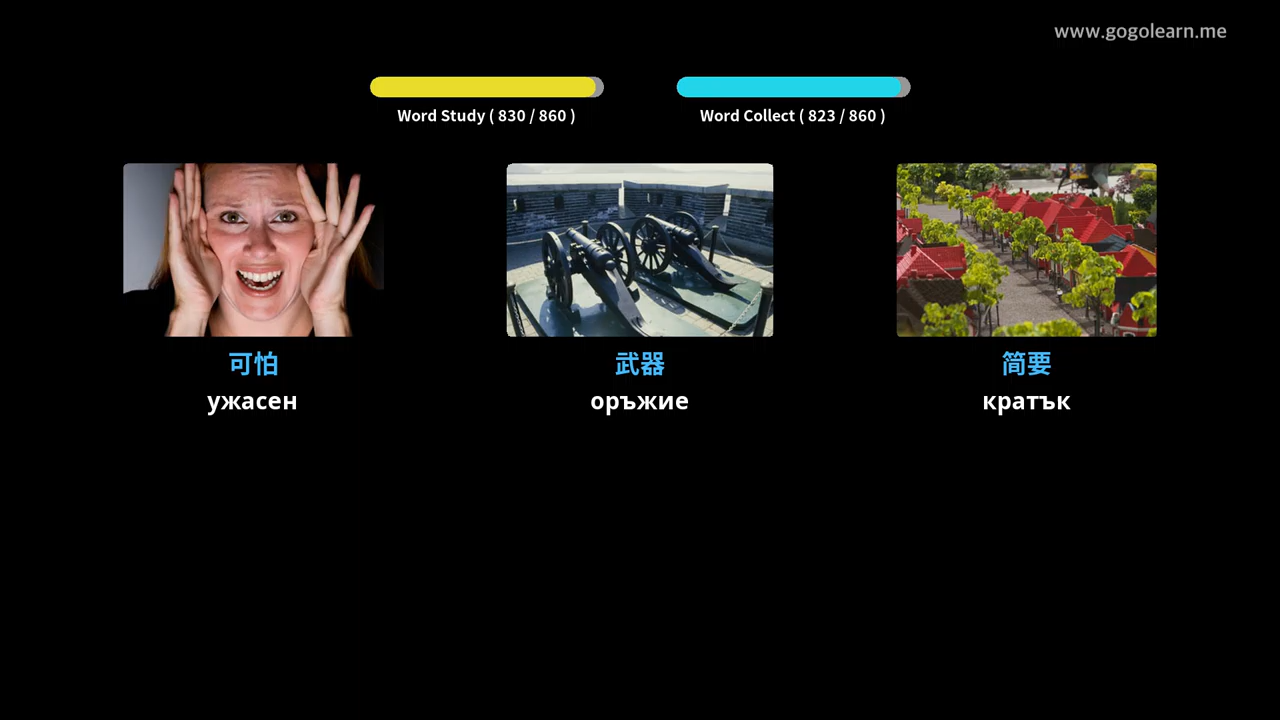 www.gogolearn.me
Word Study ( 830 / 860 )
Word Collect ( 823 / 860 )
可怕
武器
简要
ужасен
оръжие
кратък